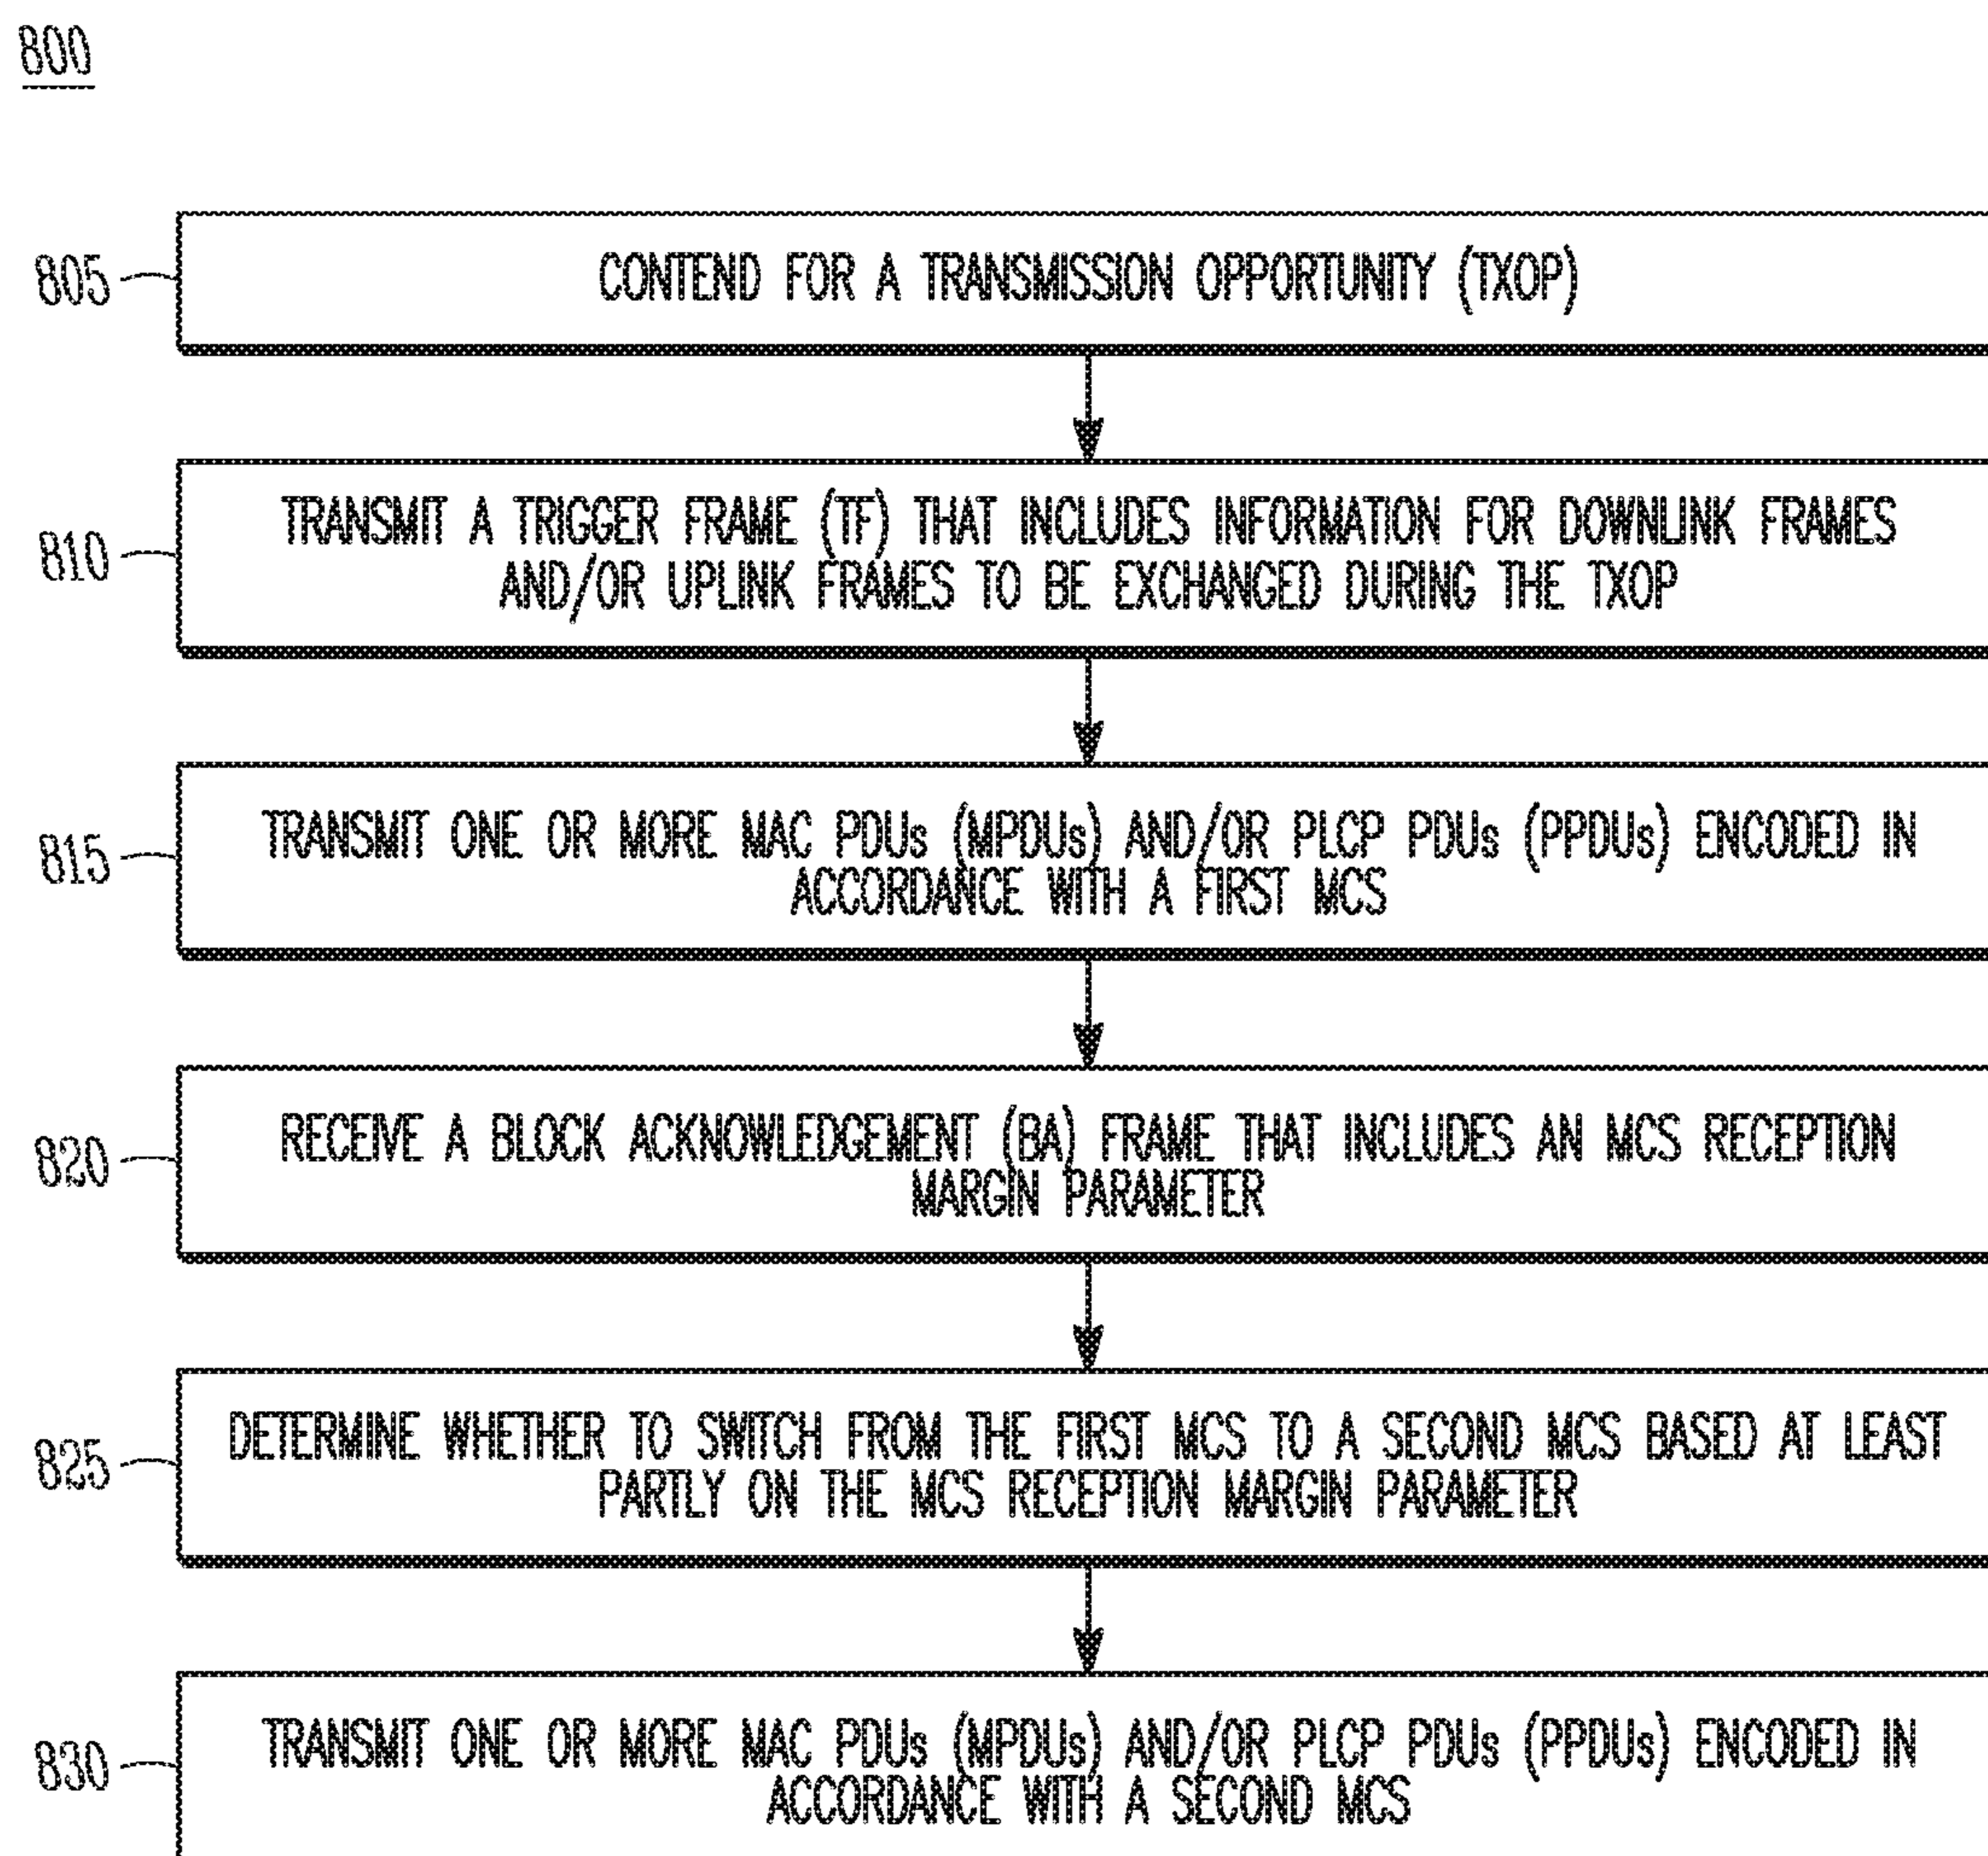 800
805
CONTEND FOR A TRANSMISSION OPPORTUNITY (TXOP)
810
TRANSMIT A TRIGGER FRAME (TF) THAT INCLUDES INFORMATION FOR DOWNLINK FRAMES
AND/OR UPLINK FRAMES TO BE EXCHANGED DURING THE TXOP
815
TRANSMIT ONE OR MORE MAC PDUs (MPDUs) AND/OR PLCP PDUs (PPDUs) ENCODED IN
ACCORDANCE WITH A FIRST MCS
820
RECEIVE A BLOCK ACKNOWLEDGEMENT (BA) FRAME THAT INCLUDES AN MCS RECEPTION
MARGIN PARAMETER
825
DETERMINE WHETHER TO SWITCH FROM THE FIRST MCS TO A SECOND MCS BASED AT LEAST
PARTLY ON THE MCS RECEPTION MARGIN PARAMETER
830
TRANSMIT ONE OR MORE MAC PDUs (MPDUs) AND/OR PLCP PDUs (PPDUs) ENCODED IN
ACCORDANCE WITH A SECOND MCS